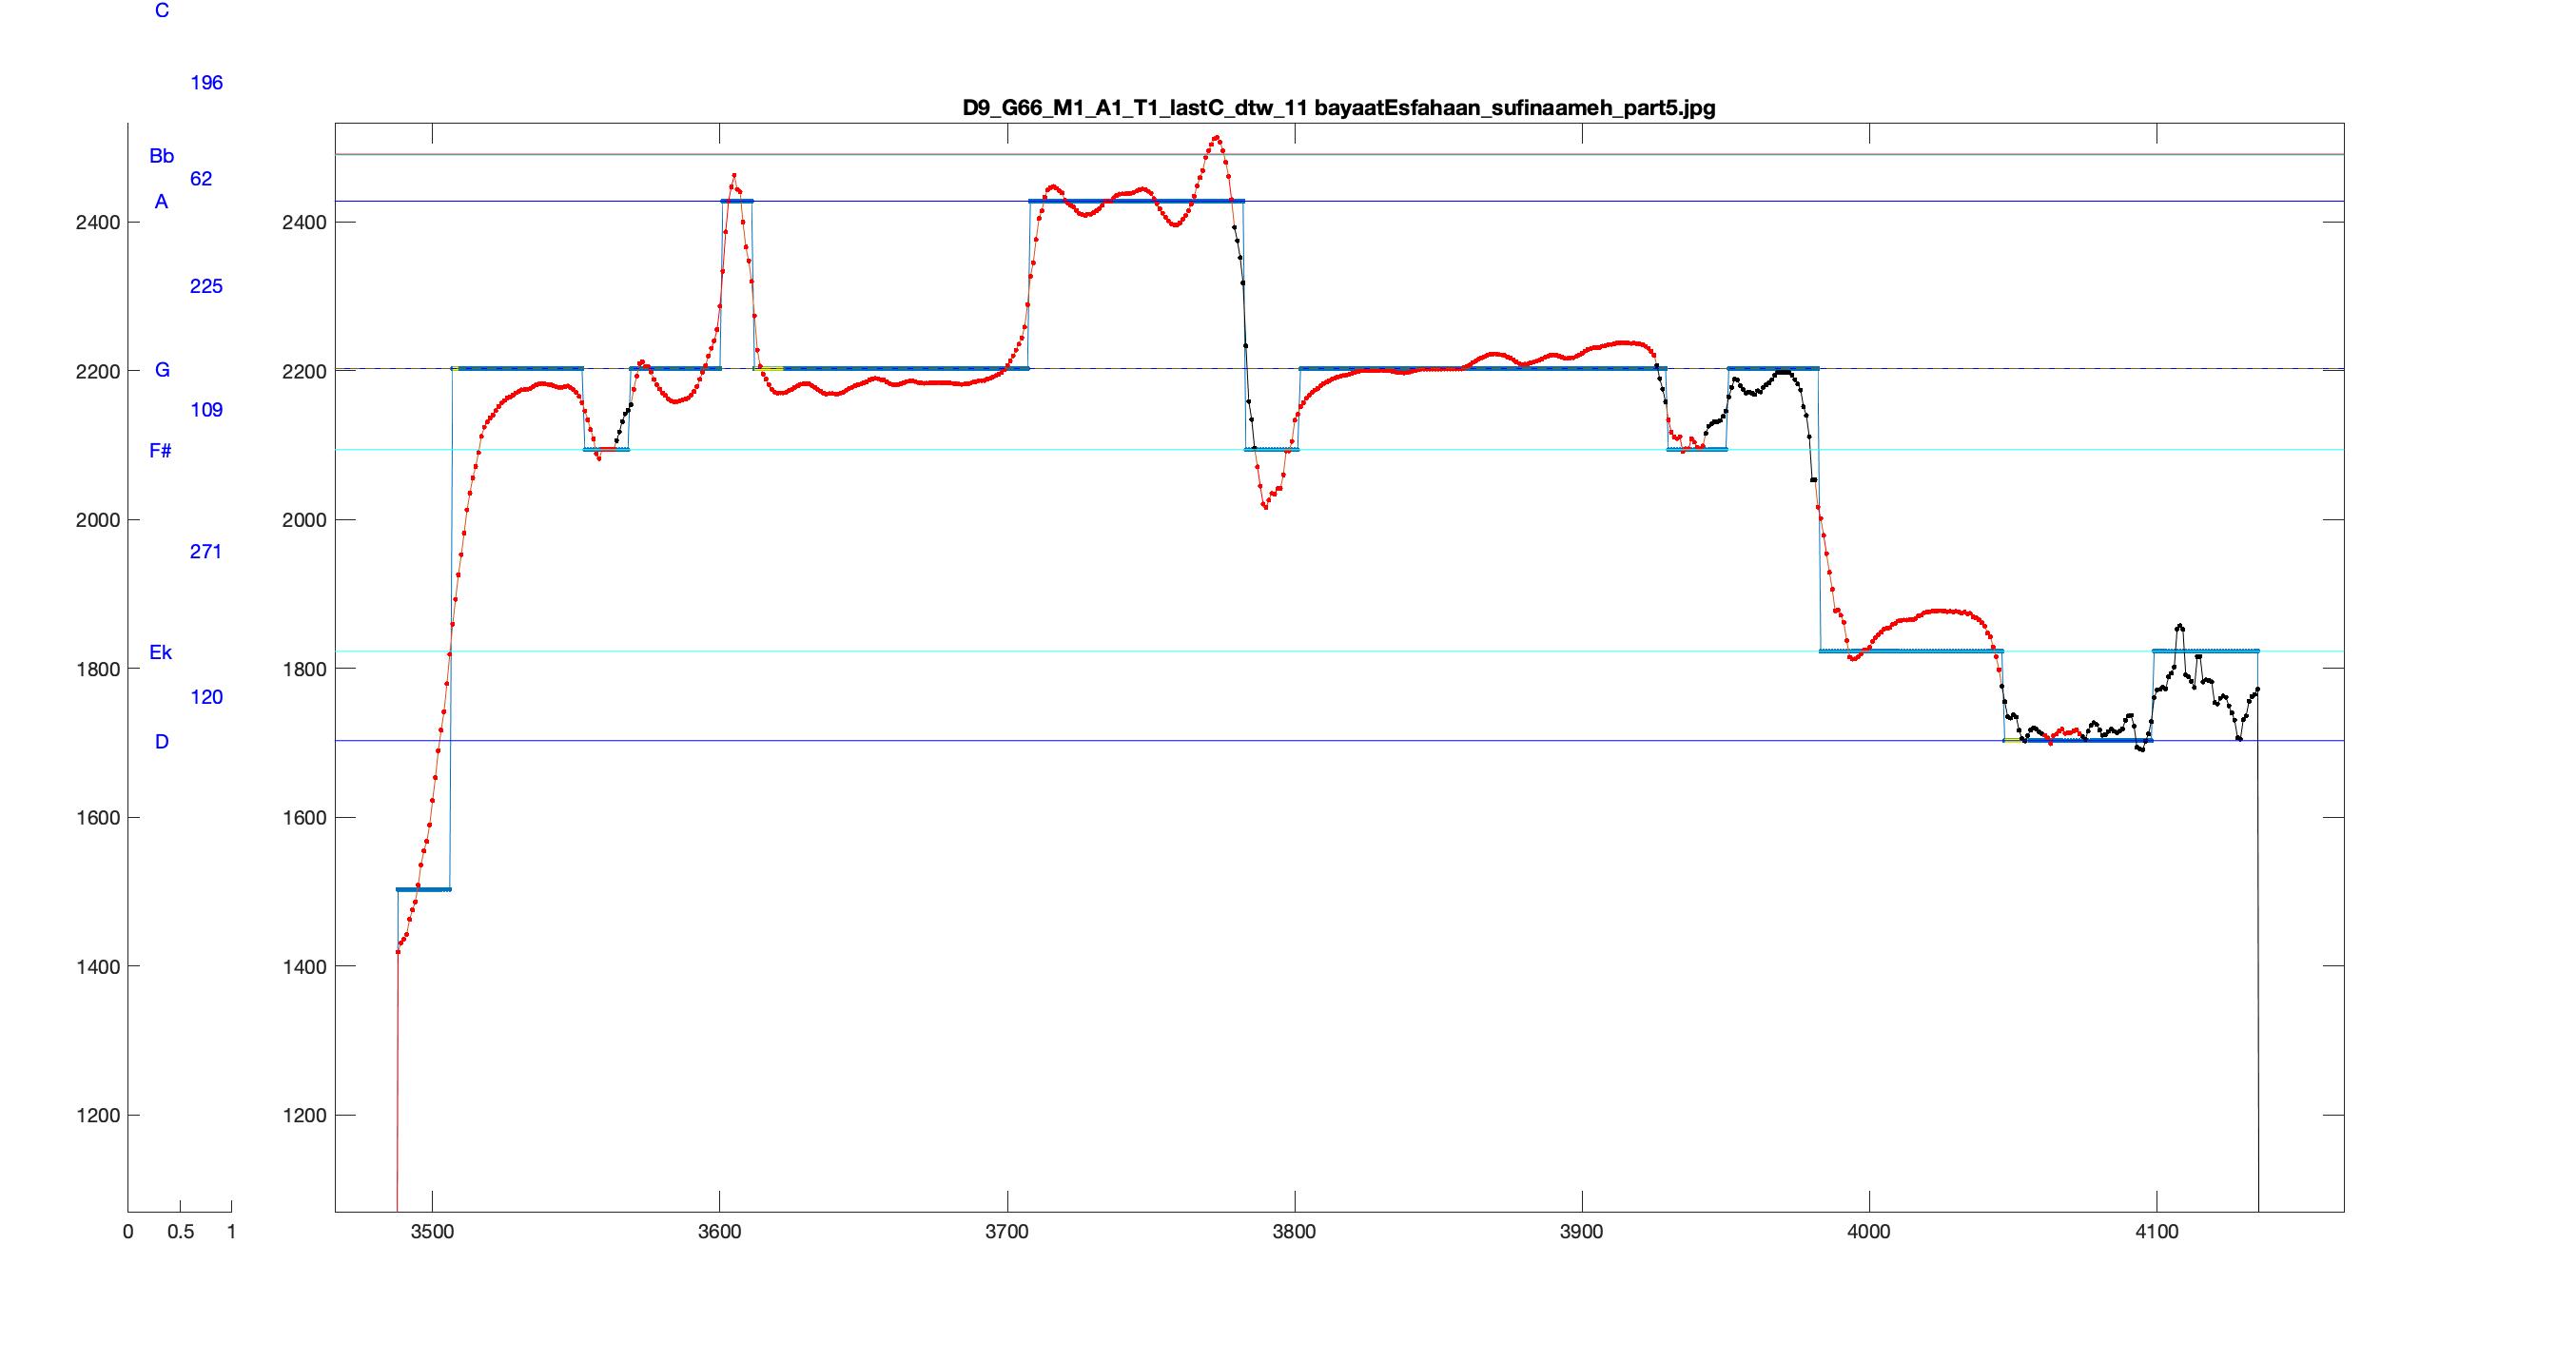 C
196
D9_G66_M1_A1_T1_lastC_dtw_11 bayaatEsfahaan_sufinaameh_part5.jpg
Bb
62
A
2400 2400
225
G
2200 2200
109
F#
2000 2000
271
Ek
1800 1800
120
D
1600 1600
1400 1400
1200 1200
0 0.5 1 3500 3600 3700 3800 3900 4000 4100